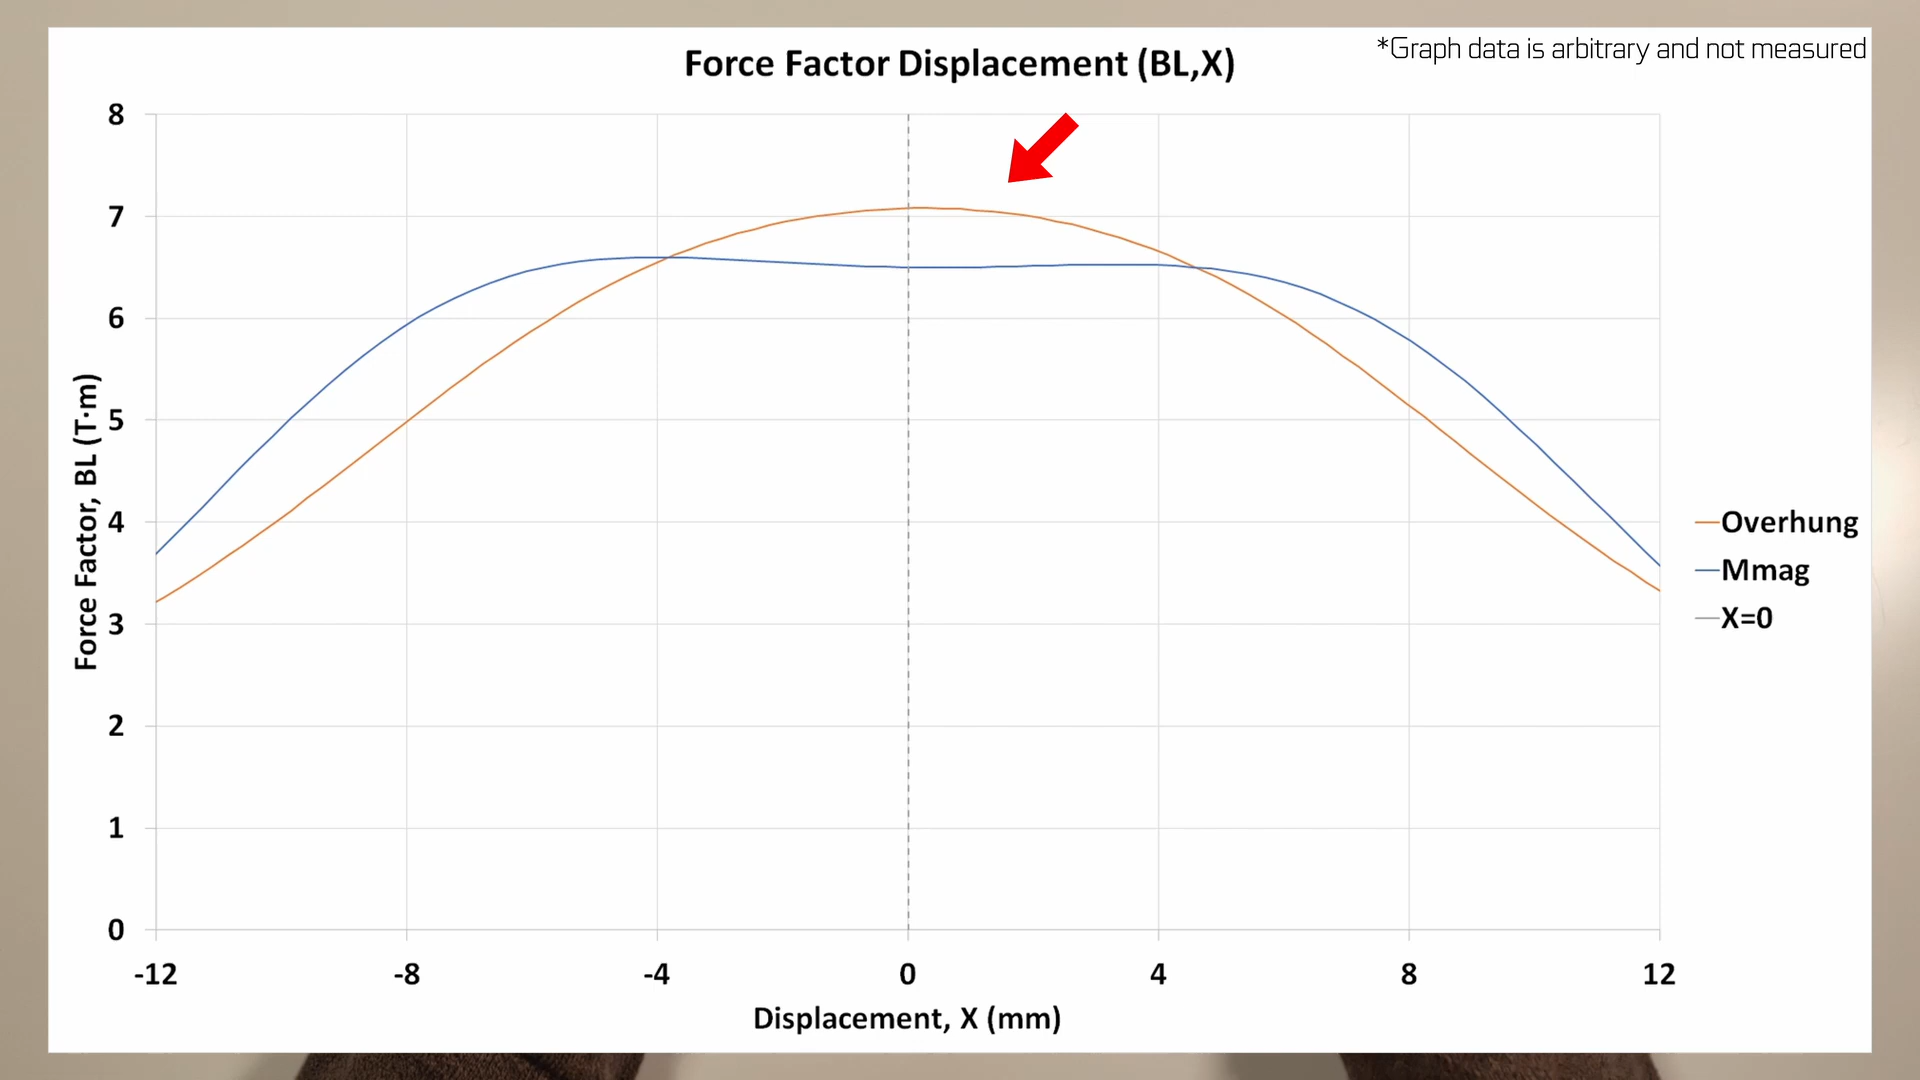 Force Factor Displacement (BL,X)
*Graph data is arbitrary and not measured
8
7
6
5
4
3
2
1
0
Force Factor, BL (T·m)
-12 -8 -4 0 4 8 12
Displacement, X (mm)
Overhung
Mmag
X=0